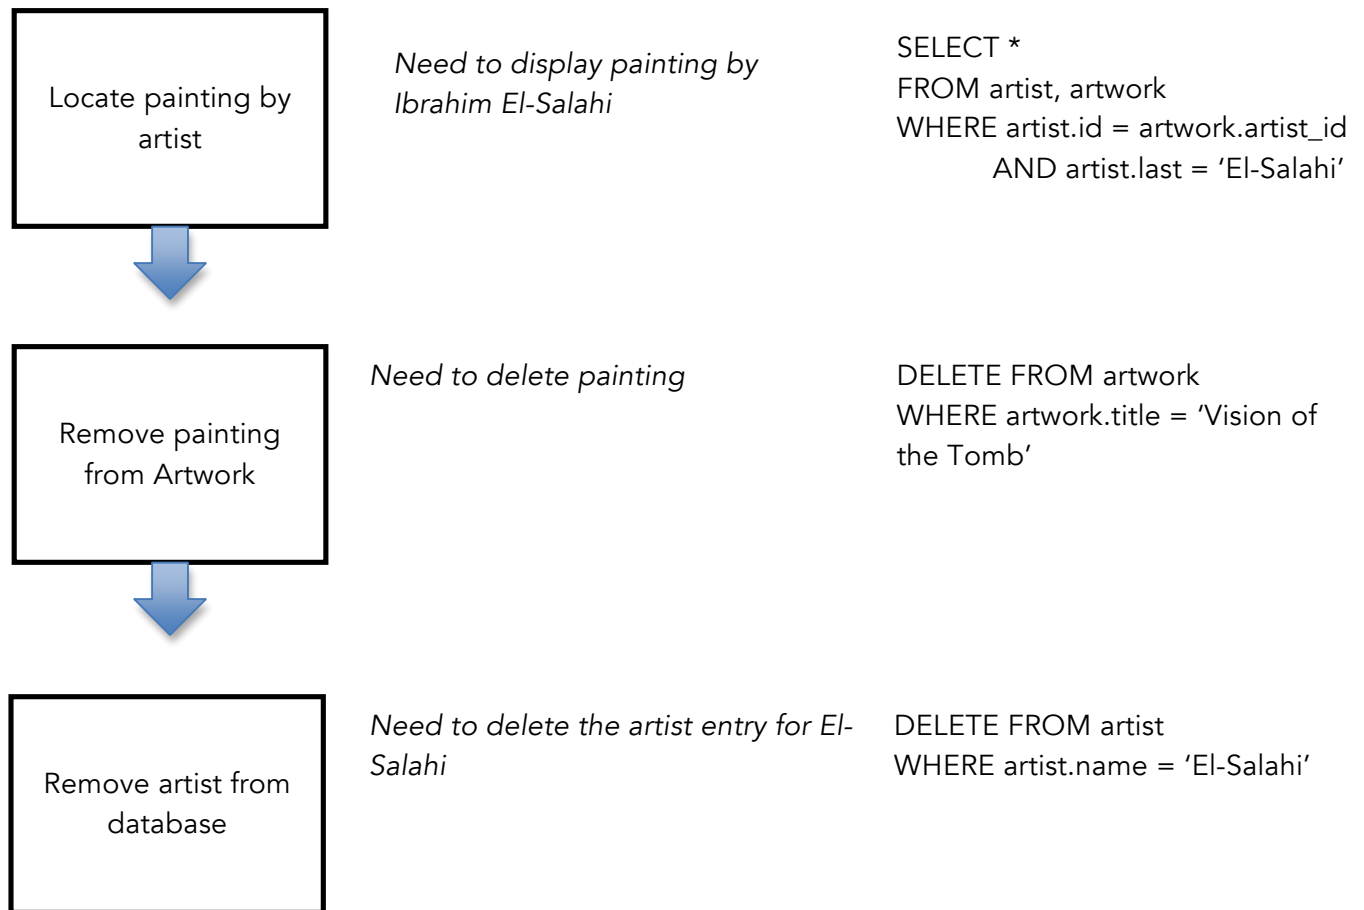 Locate painting by
artist
Need to display painting by
Ibrahim El-Salahi
SELECT *
FROM artist, artwork
WHERE artist.id = artwork.artist_id
AND artist.last = ‘El-Salahi’
Remove painting
from Artwork
Need to delete painting
DELETE FROM artwork
WHERE artwork.title = ‘Vision of
the Tomb’
Remove artist from
database
Need to delete the artist entry for El-
Salahi
DELETE FROM artist
WHERE artist.name = ‘El-Salahi’